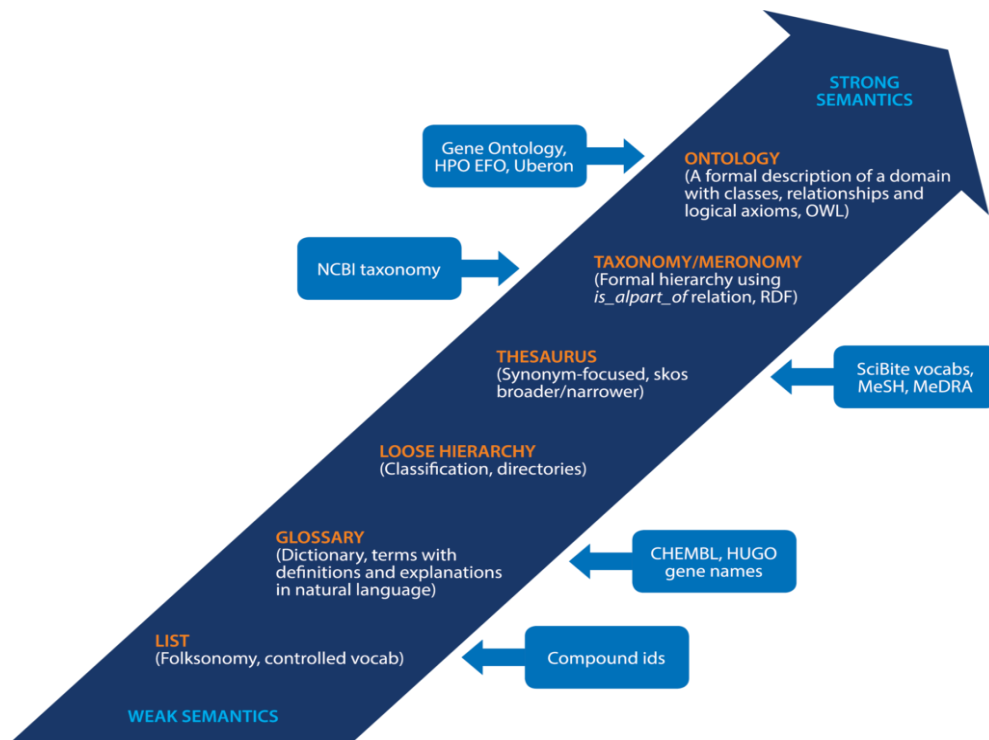 STRONG
SEMANTICS
Gene Ontology,
HPO EFO, Uberon
ONTOLOGY
(A formal description of a domain
with classes, relationships and
logical axioms, OWL)
NCBI taxonomy
TAXONOMY/MERONOMY
(Formal hierarchy using
is_alpart_of relation, RDF)
THESAURUS
(Synonym-focused, skos
broader/narrower)
SciBite vocabs,
MeSH, MeDRA
LOOSE HIERARCHY
(Classification, directories)
GLOSSARY
(Dictionary, terms with
definitions and explanations
in natural language)
CHEMBL, HUGO
gene names
LIST
(Folksonomy, controlled vocab)
Compound ids
WEAK SEMANTICS